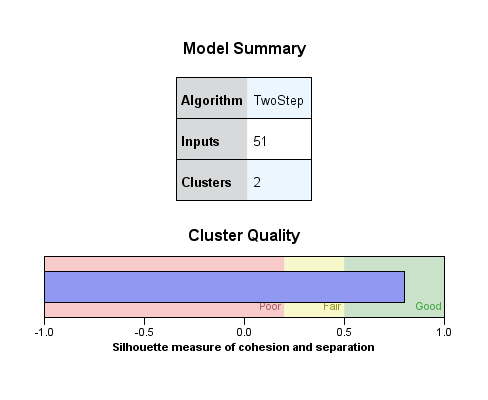 Model Summary
Algorithm TwoStep
Inputs 51
Clusters 2
Cluster Quality
Poor Fair Good
-1.0 -0.5 0.0 0.5 1.0
Silhouette measure of cohesion and separation